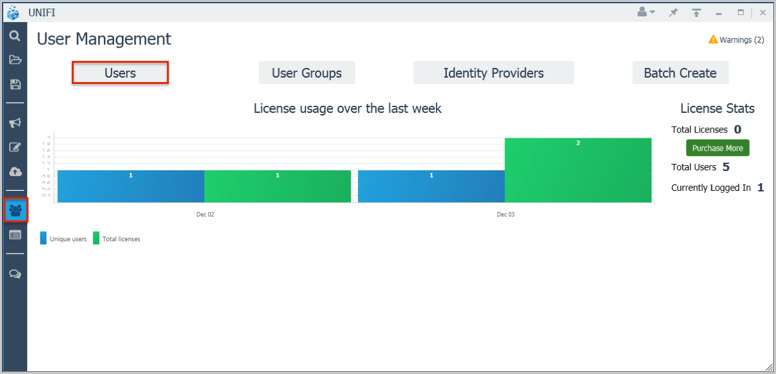 UNIFI
User Management
Warnings (2)
Users
User Groups
Identity Providers
Batch Create
License usage over the last week
License Stats
Total Licenses 0
Purchase More
Total Users 5
Currently Logged In 1
1
1
1
2
Dec 02
Dec 03
Unique users
Total licenses